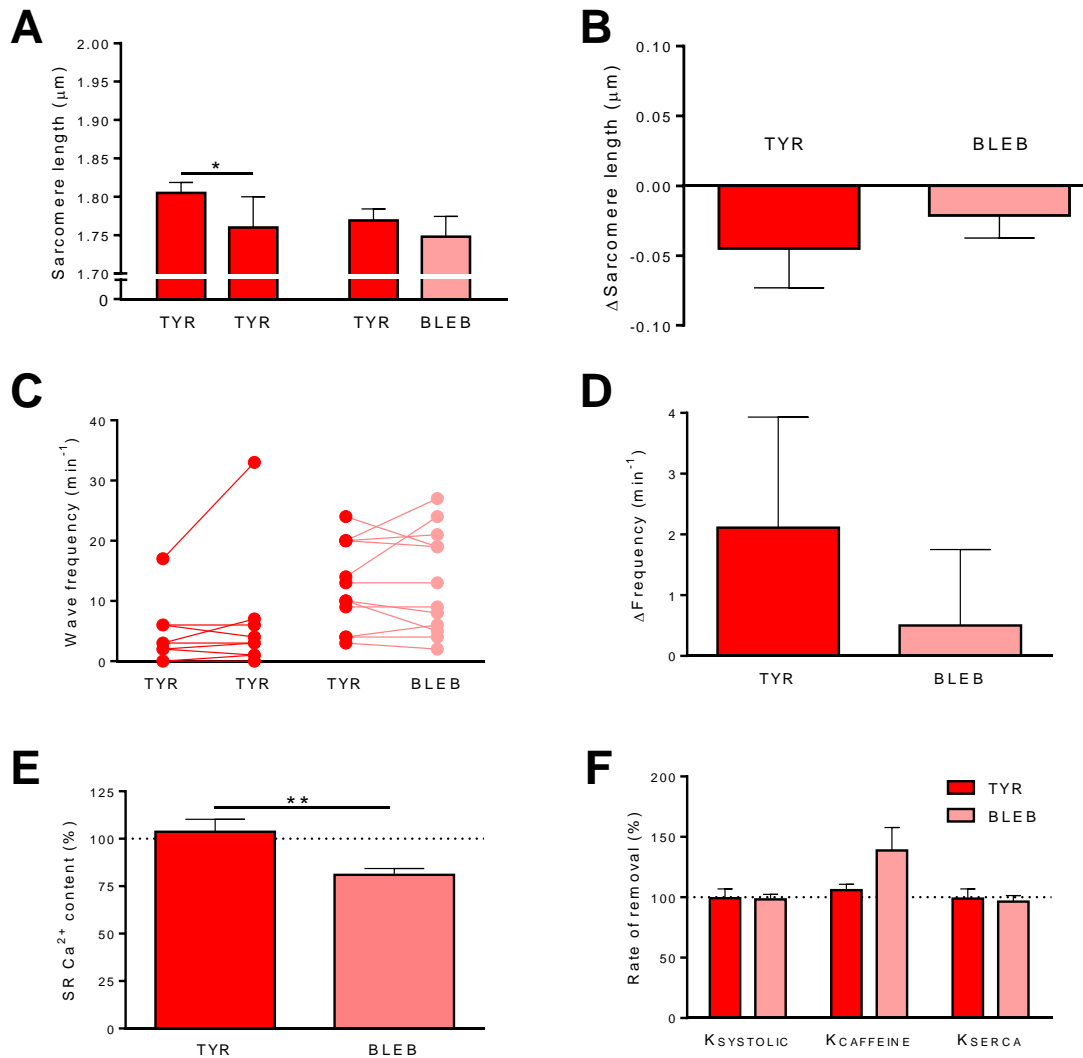 A
Sarcomere length (μm)
2.00
1.95
1.90
1.85
1.80
1.75
1.70
0
*
TYR TYR TYR BLEB
B
ΔSarcomere length (μm)
0.10
0.05
0.00
-0.05
-0.10
TYR BLEB
C
Wave frequency (min-1)
40
30
20
10
0
TYR TYR TYR BLEB
D
ΔFrequency (min-1)
4
3
2
1
0
TYR BLEB
E
SR Ca2+ content (%)
125
100
75
50
25
0
**
TYR BLEB
F
Rate of removal (%)
200
150
100
50
0
TYR
BLEB
KSYSTOLIC KCAFFEINE KSERCA